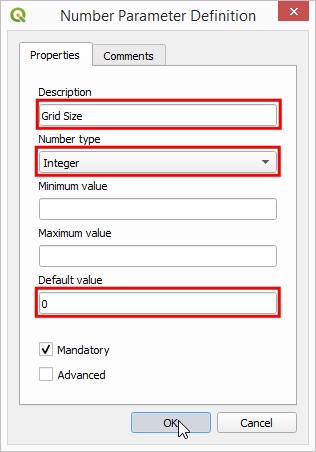 Number Parameter Definition
Properties Comments
Description
Grid Size
Number type
Integer
Minimum value
Maximum value
Default value
0
Mandatory
Advanced
OK Cancel